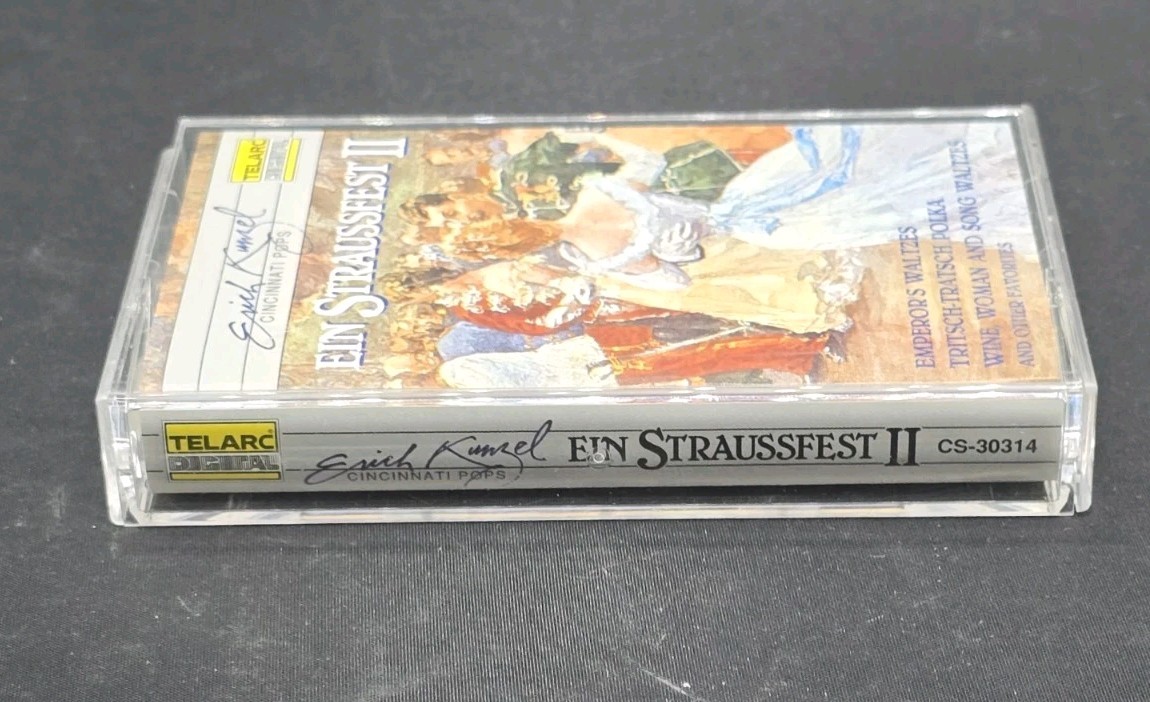 TELARC
DIGITAL
Erich Kunzel
CINCINNATI POPS
EIN STRAUSSFEST II
EMPEROR'S WALTZES
TRITSCH-TRATSCH POLKA
WINE, WOMAN AND SONG WALTZES
AND OTHER FAVORITES
TELARC
DIGITAL
Erich Kunzel
CINCINNATI POPS
EIN STRAUSSFEST II
CS-30314